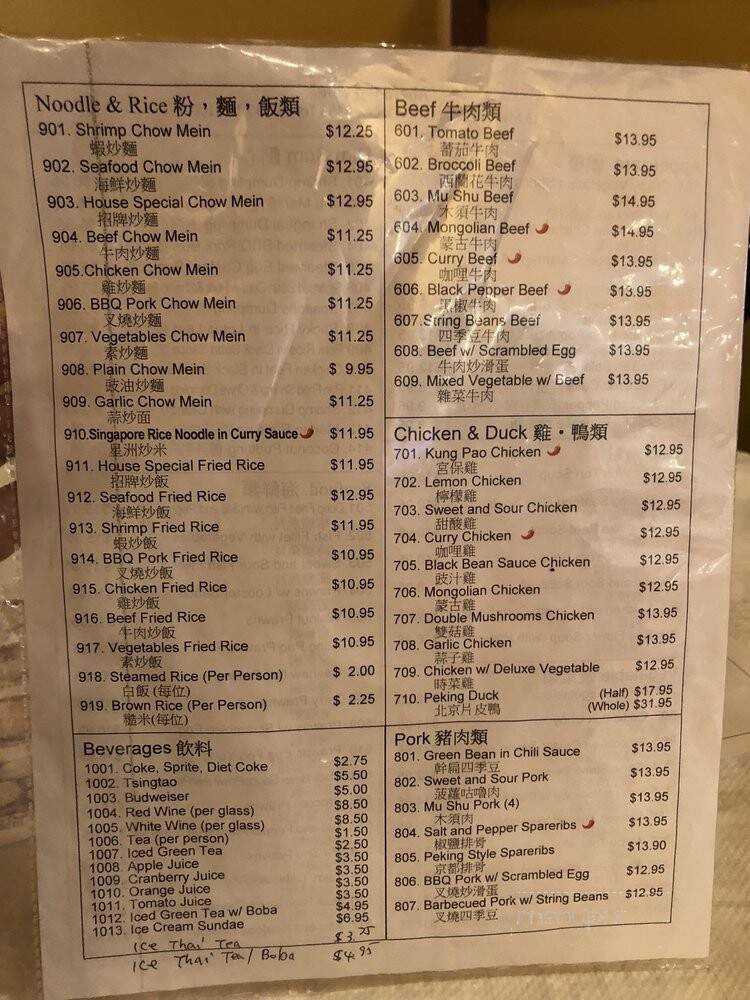 Noodle & Rice 粉，麵，飯類
901. Shrimp Chow Mein $12.25
蝦炒麵
902. Seafood Chow Mein $12.95
海鮮炒麵
903. House Special Chow Mein $12.95
招牌炒麵
904. Beef Chow Mein $11.25
牛肉炒麵
905.Chicken Chow Mein $11.25
雞炒麵
906. BBQ Pork Chow Mein $11.25
叉燒炒麵
907. Vegetables Chow Mein $11.25
素炒麵
908. Plain Chow Mein $ 9.95
豉油炒麵
909. Garlic Chow Mein $11.25
蒜炒面
910.Singapore Rice Noodle in Curry Sauce $11.95
星洲炒米
911. House Special Fried Rice $11.95
招牌炒飯
912. Seafood Fried Rice $12.95
海鮮炒飯
913. Shrimp Fried Rice $11.95
蝦炒飯
914. BBQ Pork Fried Rice $10.95
叉燒炒飯
915. Chicken Fried Rice $10.95
雞炒飯
916. Beef Fried Rice $10.95
牛肉炒飯
917. Vegetables Fried Rice $10.95
素炒飯
918. Steamed Rice (Per Person) $ 2.00
白飯 (每位)
919. Brown Rice (Per Person) $ 2.25
糙米(每位)
Beverages 飲料
1001. Coke, Sprite, Diet Coke $2.75
1002. Tsingtao $5.50
1003. Budweiser $5.00
1004. Red Wine (per glass) $8.50
1005. White Wine (per glass) $8.50
1006. Tea (per person) $1.50
1007. Iced Green Tea $2.50
1008. Apple Juice $3.50
1009. Cranberry Juice $3.50
1010. Orange Juice $3.50
1011. Tomato Juice $3.50
1012. Iced Green Tea w/ Boba $4.95
1013. Ice Cream Sundae $6.95
Ice Thai Tea $3.75
Ice Thai Tea/Boba $4.95
Beef 牛肉類
601. Tomato Beef $13.95
蕃茄牛肉
602. Broccoli Beef $13.95
西蘭花牛肉
603. Mu Shu Beef $14.95
木須牛肉
604. Mongolian Beef $14.95
蒙古牛肉
605. Curry Beef $13.95
咖哩牛肉
606. Black Pepper Beef $13.95
黑椒牛肉
607.String Beans Beef $13.95
四季豆牛肉
608. Beef w/ Scrambled Egg $13.95
牛肉炒滑蛋
609. Mixed Vegetable w/ Beef $13.95
雜菜牛肉
Chicken & Duck 雞・鴨類
701. Kung Pao Chicken $12.95
宮保雞
702. Lemon Chicken $12.95
檸檬雞
703. Sweet and Sour Chicken $12.95
甜酸雞
704. Curry Chicken $12.95
咖哩雞
705. Black Bean Sauce Chicken $12.95
豉汁雞
706. Mongolian Chicken $12.95
蒙古雞
707. Double Mushrooms Chicken $13.95
雙菇雞
708. Garlic Chicken $13.95
蒜子雞
709. Chicken w/ Deluxe Vegetable $12.95
時菜雞
710. Peking Duck (Half) $17.95
北京片皮鴨 (Whole) $31.95
Pork 豬肉類
801. Green Bean in Chili Sauce $13.95
幹扁四季豆
802. Sweet and Sour Pork $13.95
菠蘿咕嚕肉
803. Mu Shu Pork (4) $13.95
木須肉
804. Salt and Pepper Spareribs $13.95
椒鹽排骨
805. Peking Style Spareribs $13.90
京都排骨
806. BBQ Pork w/ Scrambled Egg $12.95
叉燒炒滑蛋
807. Barbecued Pork w/ String Beans $12.95
叉燒四季豆